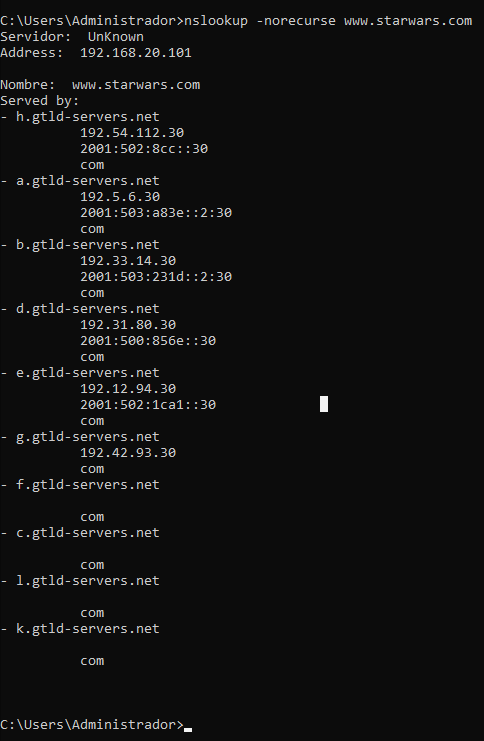 C:\Users\Administrador>nslookup -norecurse www.starwars.com
Servidor:  UnKnown
Address:  192.168.20.101

Nombre:  www.starwars.com
Served by:
- h.gtld-servers.net
          192.54.112.30
          2001:502:8cc::30
          com
- a.gtld-servers.net
          192.5.6.30
          2001:503:a83e::2:30
          com
- b.gtld-servers.net
          192.33.14.30
          2001:503:231d::2:30
          com
- d.gtld-servers.net
          192.31.80.30
          2001:500:856e::30
          com
- e.gtld-servers.net
          192.12.94.30
          2001:502:1ca1::30
          com
- g.gtld-servers.net
          192.42.93.30
          com
- f.gtld-servers.net

          com
- c.gtld-servers.net

          com
- l.gtld-servers.net

          com
- k.gtld-servers.net

          com

C:\Users\Administrador>